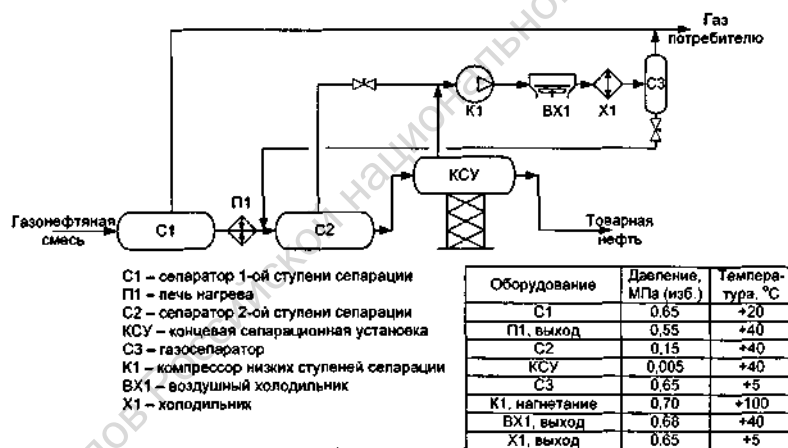 Газ
потребителю
С3
К1
ВХ1
Х1
КСУ
П1
Газонефтяная
смесь
С1
С2
Товарная
нефть
С1 – сепаратор 1-ой ступени сепарации
П1 – печь нагрева
С2 – сепаратор 2-ой ступени сепарации
КСУ – концевая сепарационная установка
С3 – газосепаратор
К1 – компрессор низких ступеней сепарации
ВХ1 – воздушный холодильник
Х1 – холодильник
Оборудование Давление, МПа (изб.) Темпера-тура, °С
С1 0,65 +20
П1, выход 0,55 +40
С2 0,15 +40
КСУ 0,005 +40
С3 0,65 +5
К1, нагнетание 0,70 +100
ВХ1, выход 0,68 +40
Х1, выход 0,65 +5